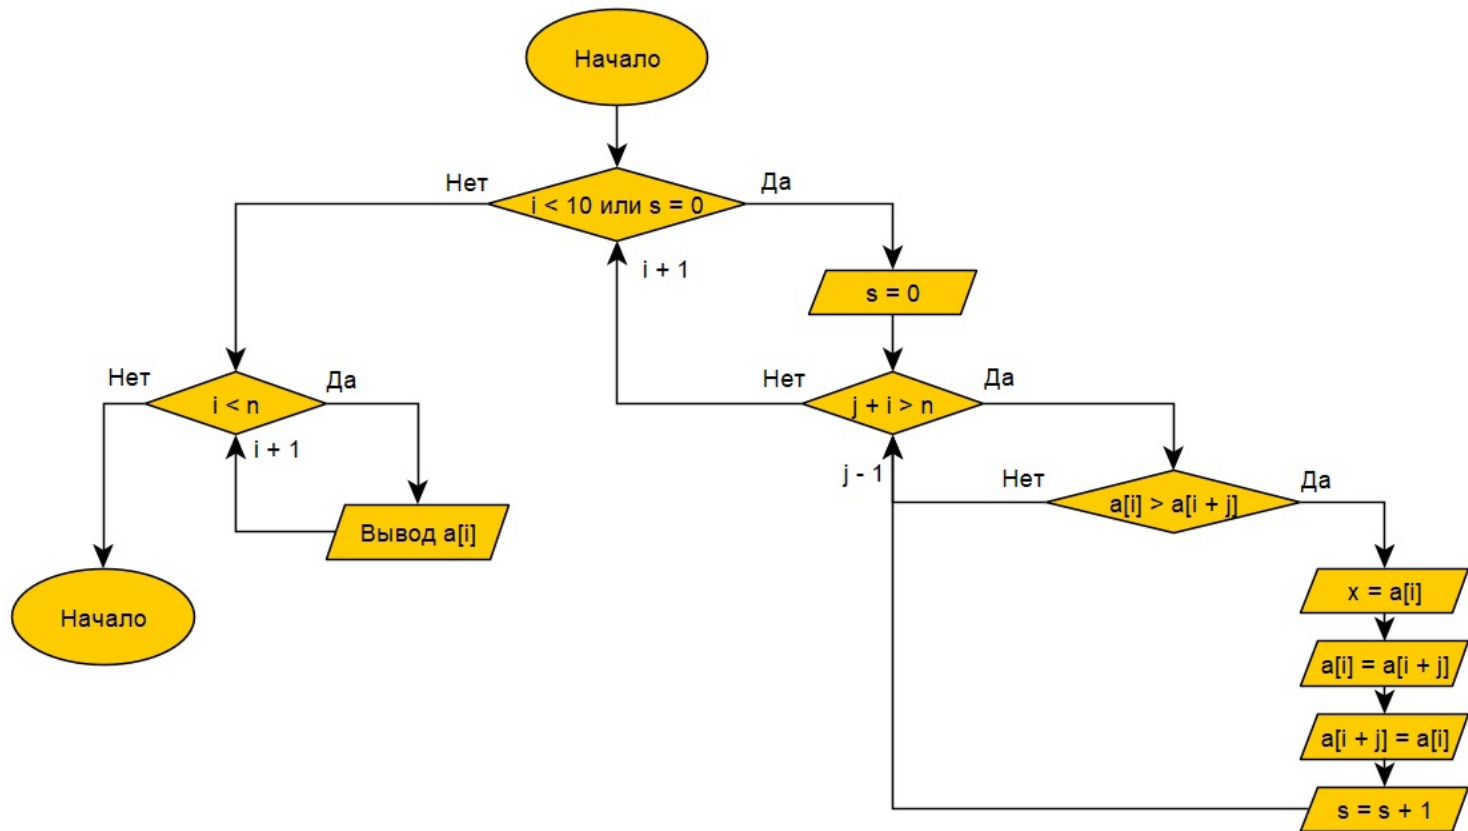 Начало
Нет
Да
i < 10 или s = 0
i + 1
s = 0
Нет
Да
Нет
Да
i < n
j + i > n
i + 1
j - 1
Нет
Да
a[i] > a[i + j]
Вывод a[i]
x = a[i]
Начало
a[i] = a[i + j]
a[i + j] = a[i]
s = s + 1